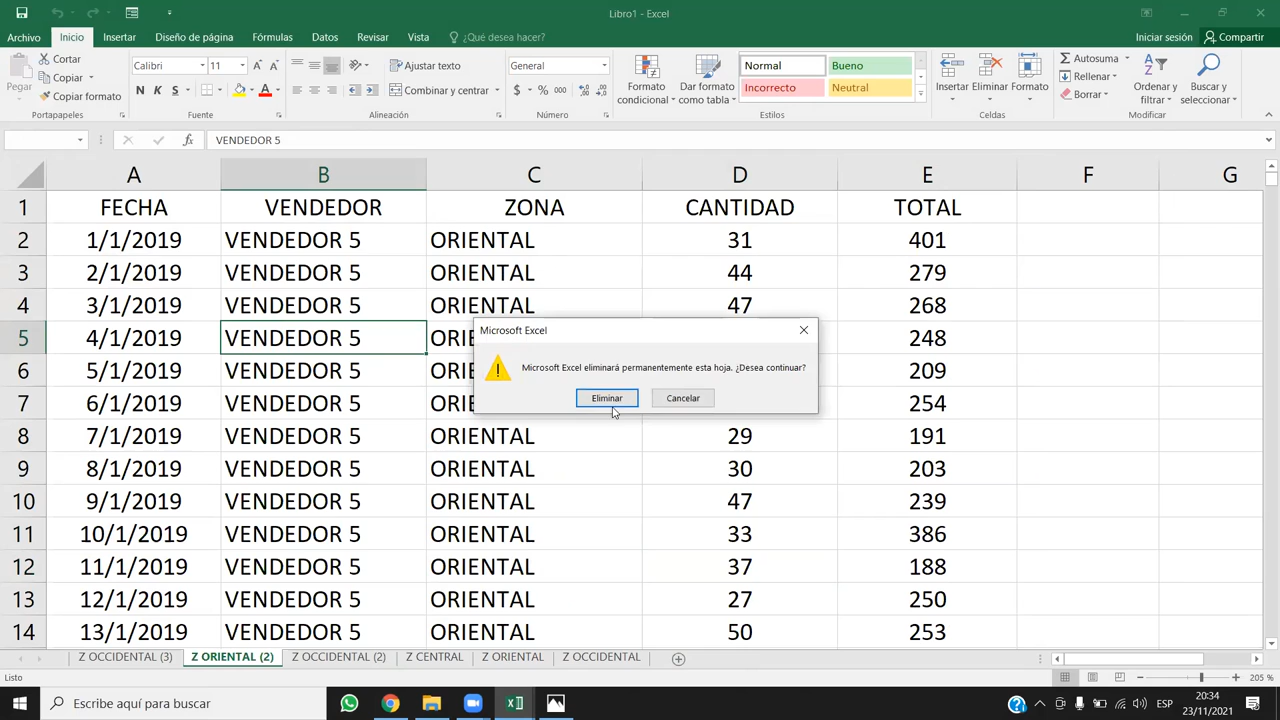 Libro1 - Excel
Archivo Inicio Insertar Diseño de página Fórmulas Datos Revisar Vista ¿Qué desea hacer? Iniciar sesión Compartir
Pegar Cortar Copiar Copiar formato
Calibri 11 N K S A
Ajustar texto Combinar y centrar
General $ % 000
Formato condicional Dar formato como tabla
Normal Bueno Incorrecto Neutral
Insertar Eliminar Formato
Autosuma Rellenar Borrar Ordenar y filtrar Buscar y seleccionar
Portapapeles Fuente Alineación Número Estilos Celdas Modificar
fx VENDEDOR 5
A B C D E F G
1 FECHA VENDEDOR ZONA CANTIDAD TOTAL
2 1/1/2019 VENDEDOR 5 ORIENTAL 31 401
3 2/1/2019 VENDEDOR 5 ORIENTAL 44 279
4 3/1/2019 VENDEDOR 5 ORIENTAL 47 268
5 4/1/2019 VENDEDOR 5 248
6 5/1/2019 VENDEDOR 5 209
7 6/1/2019 VENDEDOR 5 254
8 7/1/2019 VENDEDOR 5 ORIENTAL 29 191
9 8/1/2019 VENDEDOR 5 ORIENTAL 30 203
10 9/1/2019 VENDEDOR 5 ORIENTAL 47 239
11 10/1/2019 VENDEDOR 5 ORIENTAL 33 386
12 11/1/2019 VENDEDOR 5 ORIENTAL 37 188
13 12/1/2019 VENDEDOR 5 ORIENTAL 27 250
14 13/1/2019 VENDEDOR 5 ORIENTAL 50 253
Microsoft Excel
Microsoft Excel eliminará permanentemente esta hoja. ¿Desea continuar?
Eliminar Cancelar
Z OCCIDENTAL (3) Z ORIENTAL (2) Z OCCIDENTAL (2) Z CENTRAL Z ORIENTAL Z OCCIDENTAL
Listo 205 %
Escribe aquí para buscar ESP 20:34
23/11/2021